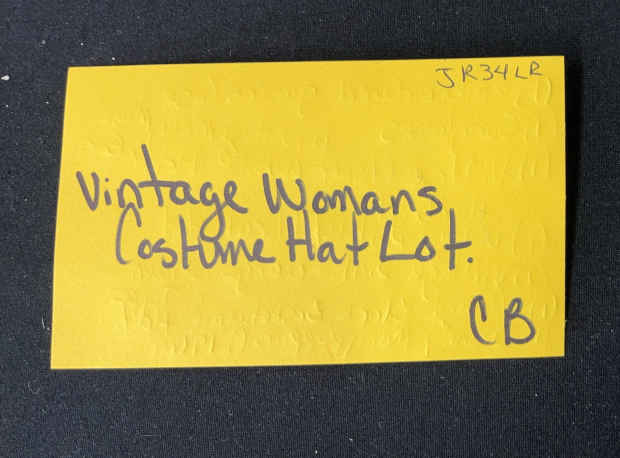 JR34LR
Vintage Womans
Costume Hat Lot.
CB